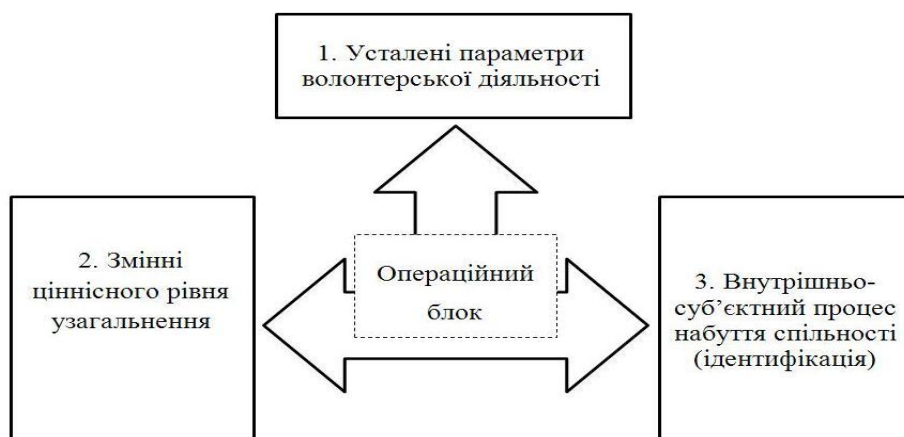 1. Усталені параметри
волонтерської діяльності
2. Змінні
ціннісного рівня
узагальнення
Операційний
блок
3. Внутрішньо-
суб’єктний процес
набуття спільності
(ідентифікація)